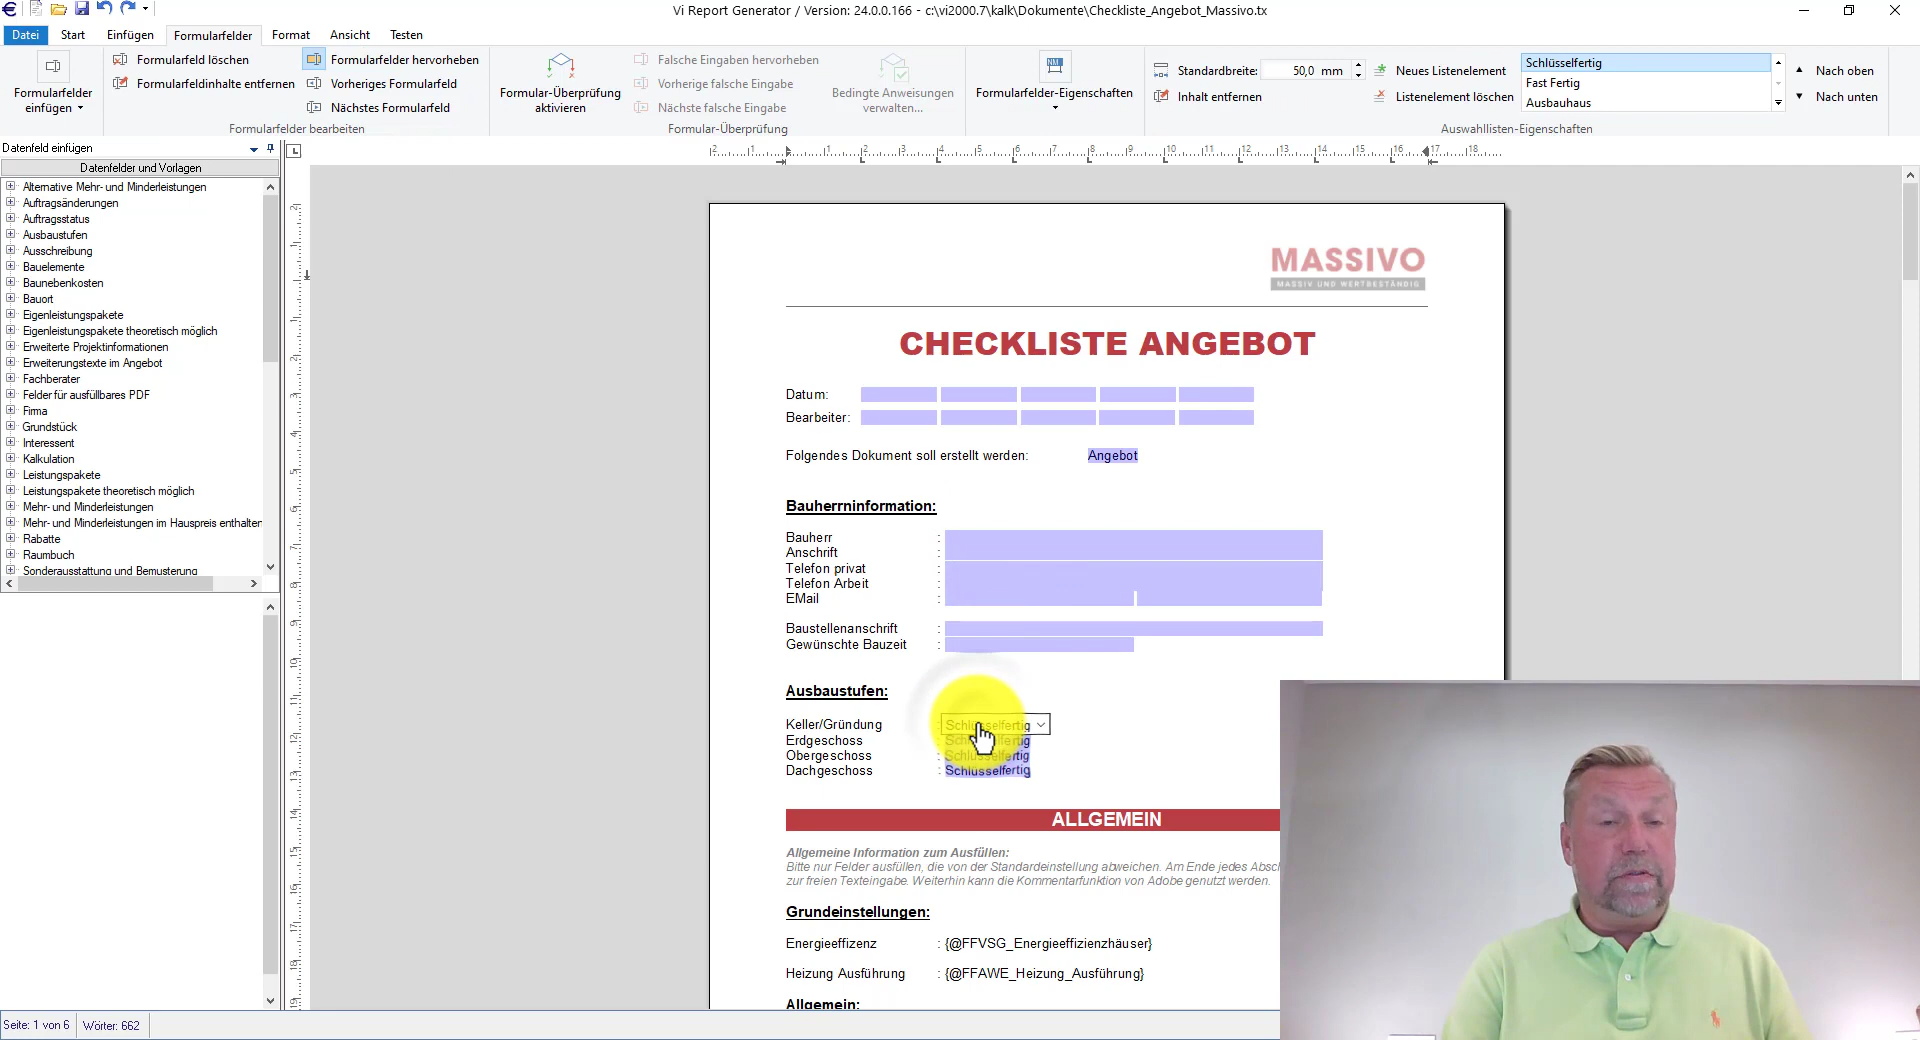 Vi Report Generator / Version: 24.0.0.166 - c:\vi2000.7\kalk\Dokumente\Checkliste_Angebot_Massivo.tx
Datei Start Einfügen Formularfelder Format Ansicht Testen
Formularfelder einfügen
Formularfeld löschen
Formularfeldinhalte entfernen
Formularfelder hervorheben
Vorheriges Formularfeld
Nächstes Formularfeld
Formularfelder bearbeiten
Formular-Überprüfung aktivieren
Falsche Eingaben hervorheben
Vorherige falsche Eingabe
Nächste falsche Eingabe
Bedingte Anweisungen verwalten...
Formular-Überprüfung
Formularfelder-Eigenschaften
Standardbreite: 50,0 mm
Inhalt entfernen
Neues Listenelement
Listenelement löschen
Schlüsselfertig
Fast Fertig
Ausbauhaus
Nach oben
Nach unten
Auswahllisten-Eigenschaften
Datenfeld einfügen
Datenfelder und Vorlagen
Alternative Mehr- und Minderleistungen
Auftragsänderungen
Auftragsstatus
Ausbaustufen
Ausschreibung
Bauelemente
Baunebenkosten
Bauort
Eigenleistungspakete
Eigenleistungspakete theoretisch möglich
Erweiterte Projektinformationen
Erweiterungstexte im Angebot
Fachberater
Felder für ausfüllbares PDF
Firma
Grundstück
Interessent
Kalkulation
Leistungspakete
Leistungspakete theoretisch möglich
Mehr- und Minderleistungen
Mehr- und Minderleistungen im Hauspreis enthalten
Rabatte
Raumbuch
Sonderausstattung und Bemusterung
MASSIVO
MASSIV UND WERTBESTÄNDIG
CHECKLISTE ANGEBOT
Datum:
Bearbeiter:
Folgendes Dokument soll erstellt werden: Angebot
Bauherrninformation:
Bauherr :
Anschrift :
Telefon privat :
Telefon Arbeit :
EMail :
Baustellenanschrift :
Gewünschte Bauzeit :
Ausbaustufen:
Keller/Gründung Schlüsselfertig
Erdgeschoss : Schlüsselfertig
Obergeschoss : Schlüsselfertig
Dachgeschoss : Schlüsselfertig
ALLGEMEIN
Allgemeine Information zum Ausfüllen:
Bitte nur Felder ausfüllen, die von der Standardeinstellung abweichen. Am Ende jedes Absc
zur freien Texteingabe. Weiterhin kann die Kommentarfunktion von Adobe genutzt werden.
Grundeinstellungen:
Energieeffizenz : {@FFVSG_Energieeffizienzhäuser}
Heizung Ausführung : {@FFAWE_Heizung_Ausführung}
Allgemein:
Seite: 1 von 6 Wörter: 662